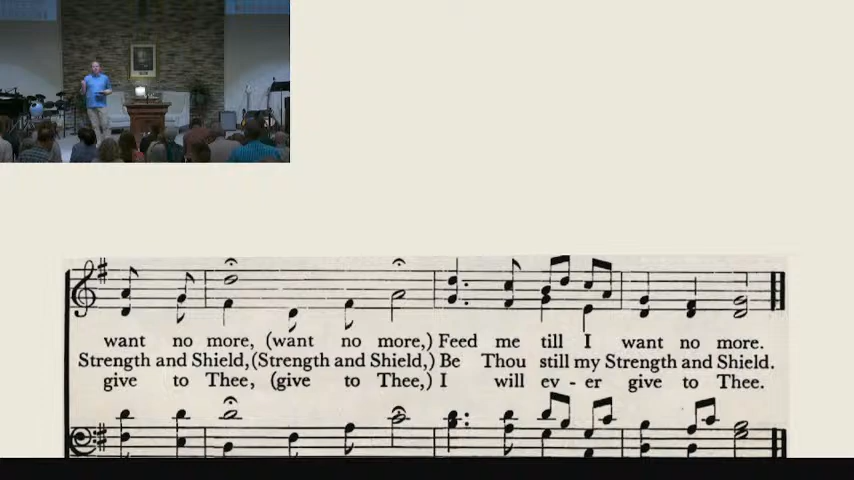 want no more, (want no more,) Feed me till I want no more.
Strength and Shield, (Strength and Shield,) Be Thou still my Strength and Shield.
give to Thee, (give to Thee,) I will ev - er give to Thee.